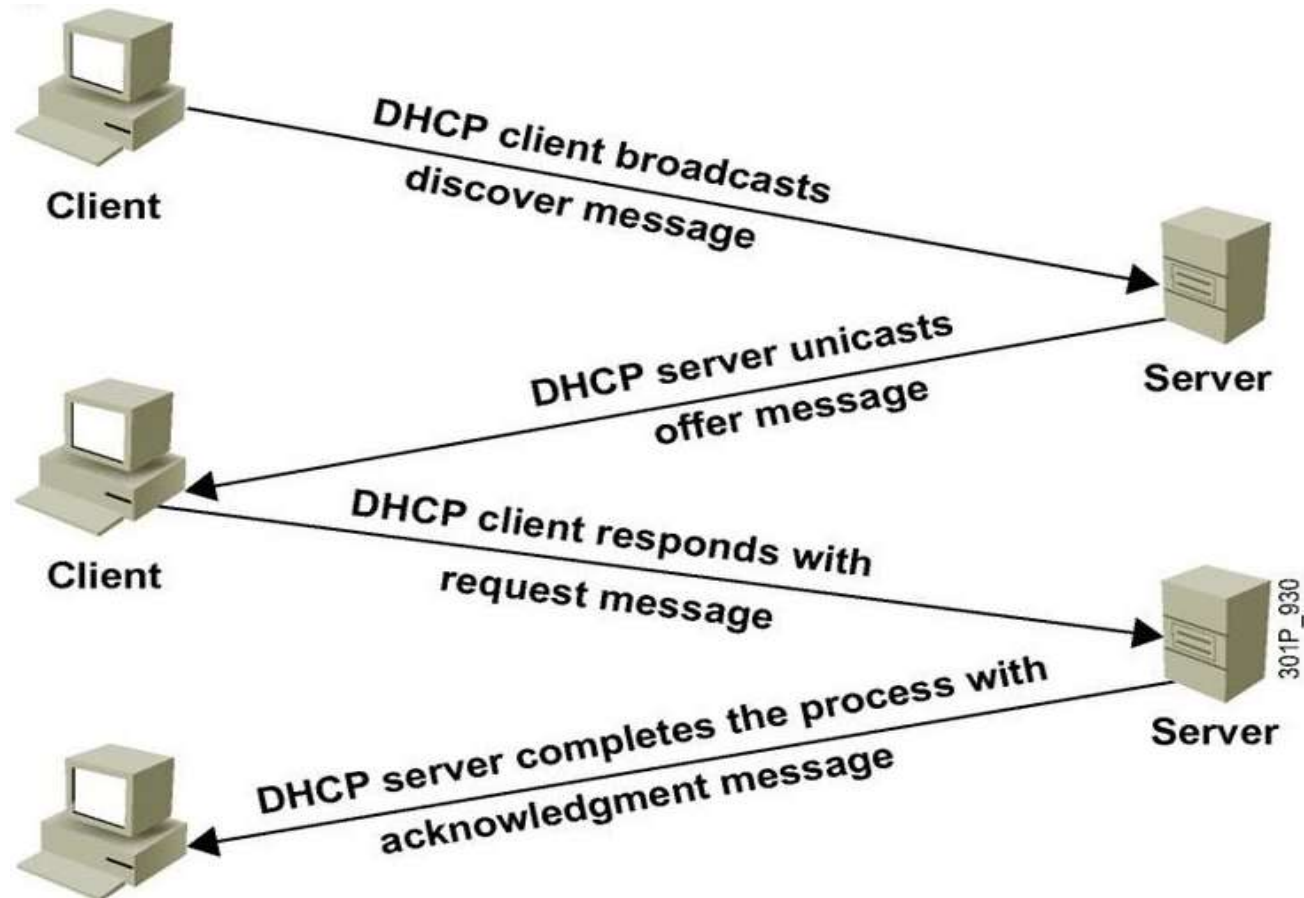 Client
DHCP client broadcasts
discover message
Server
DHCP server unicasts
offer message
Client
DHCP client responds with
request message
Server
301P_930
DHCP server completes the process with
acknowledgment message